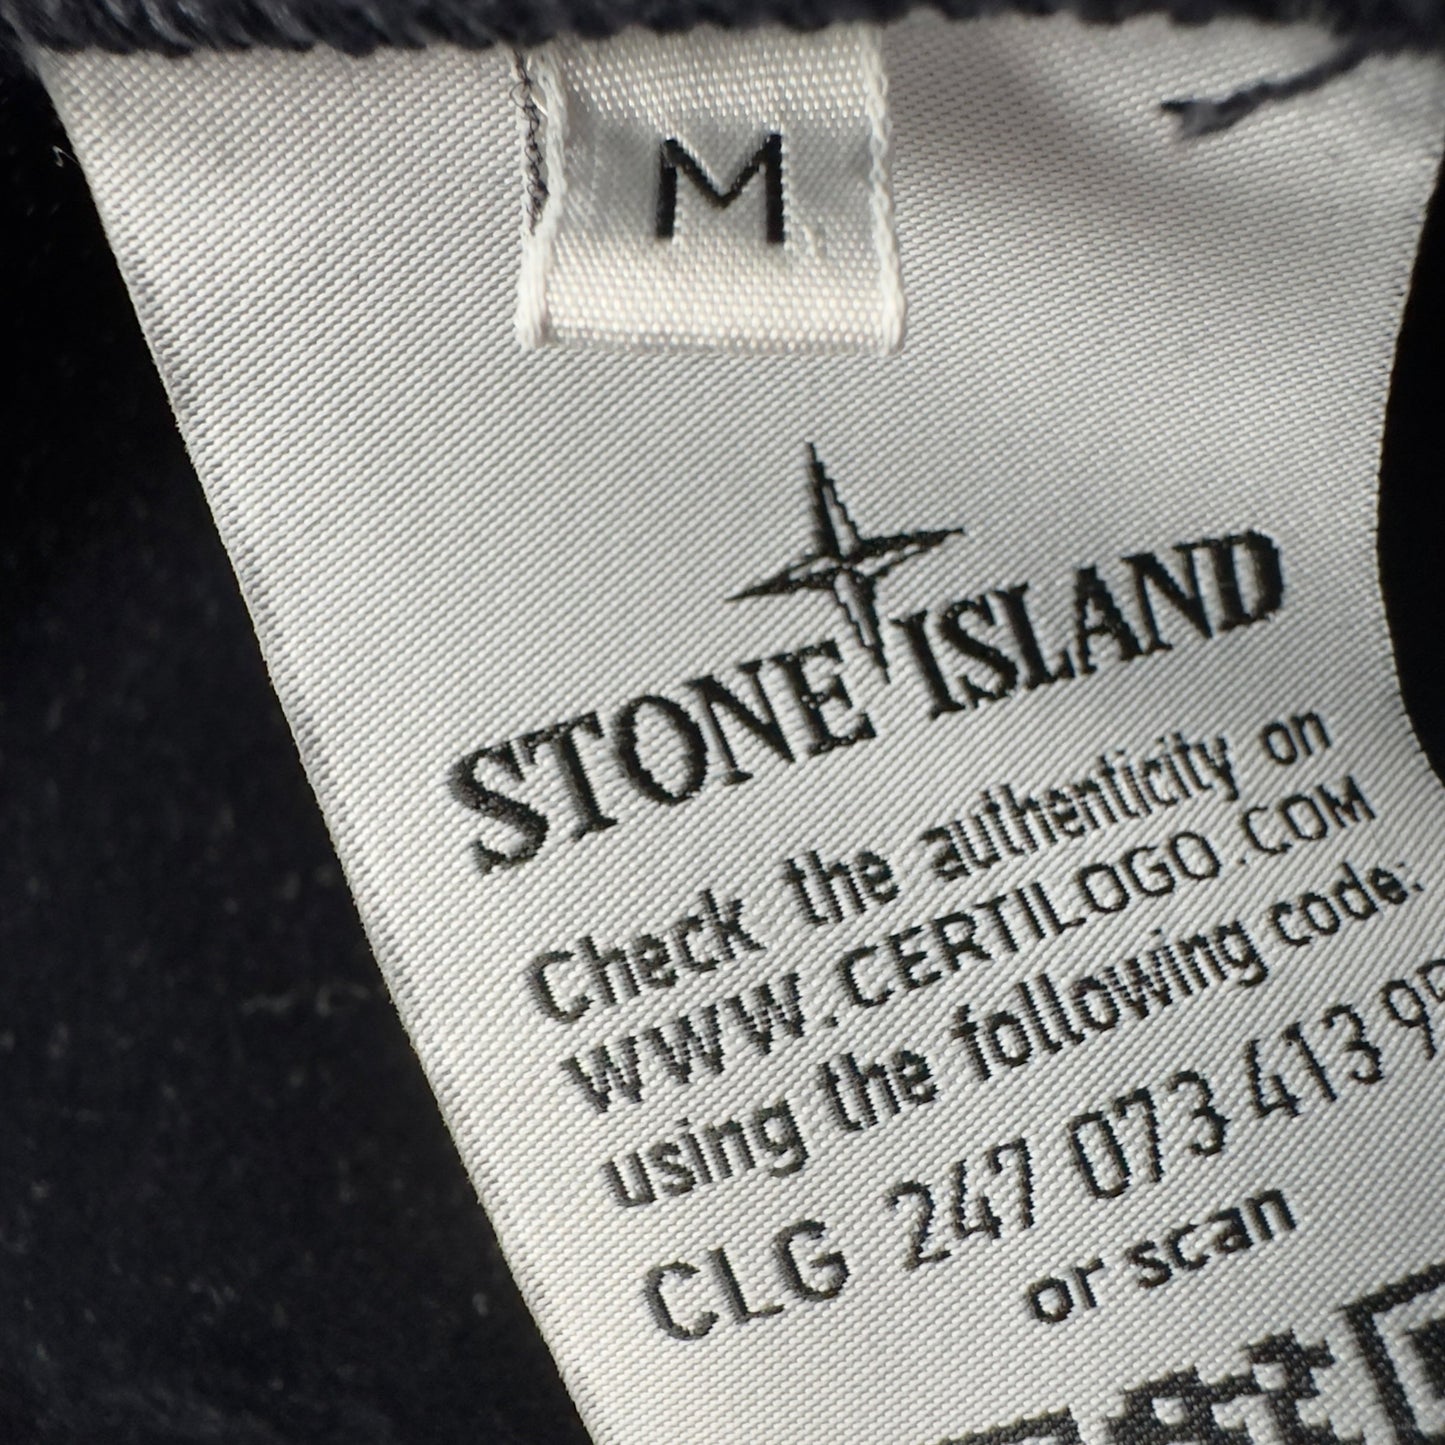 M
STONE ISLAND
Check the authenticity on
WWW.CERTILOGO.COM
using the following code:
CLG 247 073 413 9
or scan